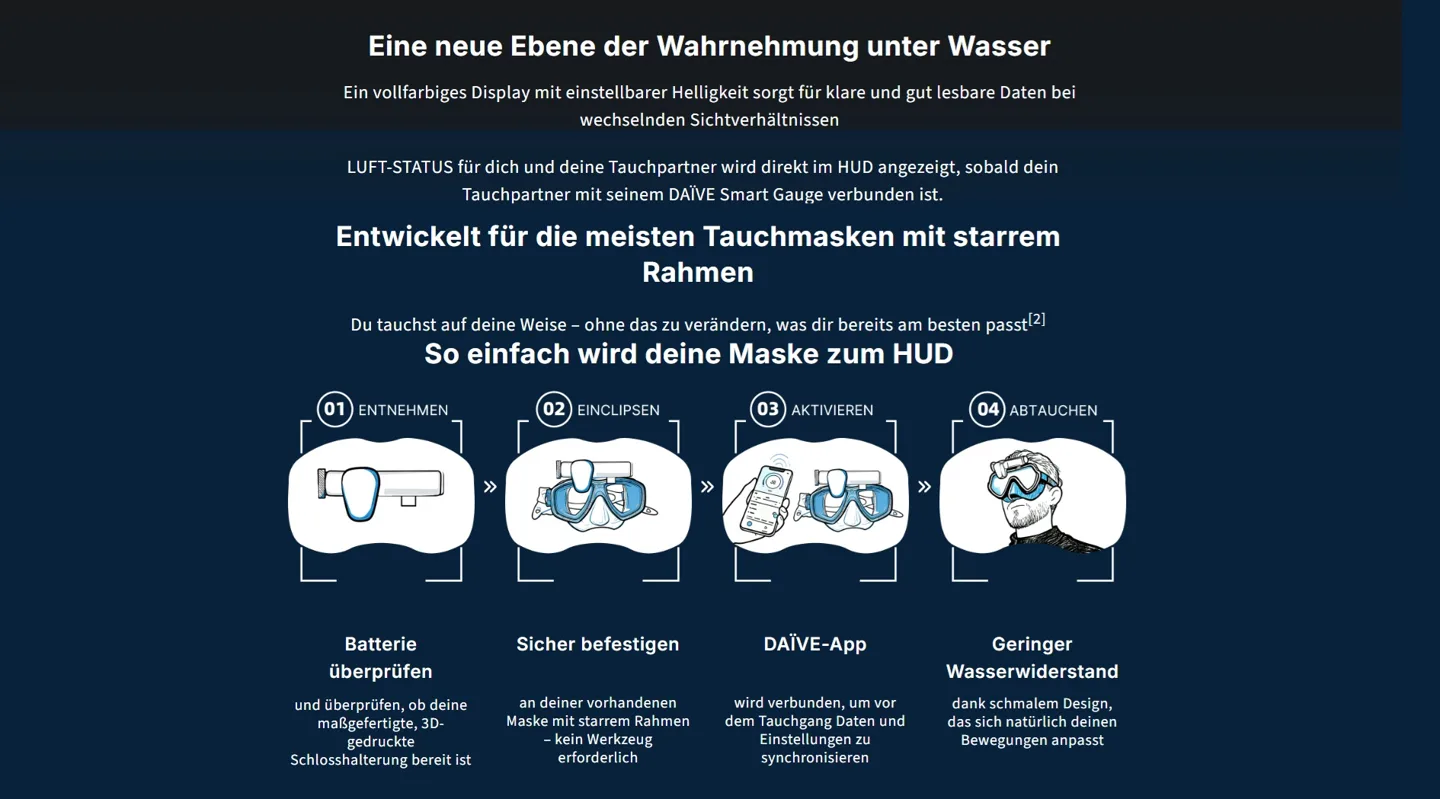 Eine neue Ebene der Wahrnehmung unter Wasser
Ein vollfarbiges Display mit einstellbarer Helligkeit sorgt für klare und gut lesbare Daten bei
wechselnden Sichtverhältnissen
LUFT-STATUS für dich und deine Tauchpartner wird direkt im HUD angezeigt, sobald dein
Tauchpartner mit seinem DAÏVE Smart Gauge verbunden ist.
Entwickelt für die meisten Tauchmasken mit starrem
Rahmen
Du tauchst auf deine Weise – ohne das zu verändern, was dir bereits am besten passt[2]
So einfach wird deine Maske zum HUD
01 ENTNEHMEN
02 EINCLIPSEN
03 AKTIVIEREN
04 ABTAUCHEN
Batterie
überprüfen
und überprüfen, ob deine
maßgefertigte, 3D-
gedruckte
Schlosshalterung bereit ist
Sicher befestigen
an deiner vorhandenen
Maske mit starrem Rahmen
– kein Werkzeug
erforderlich
DAÏVE-App
wird verbunden, um vor
dem Tauchgang Daten und
Einstellungen zu
synchronisieren
Geringer
Wasserwiderstand
dank schmalem Design,
das sich natürlich deinen
Bewegungen anpasst